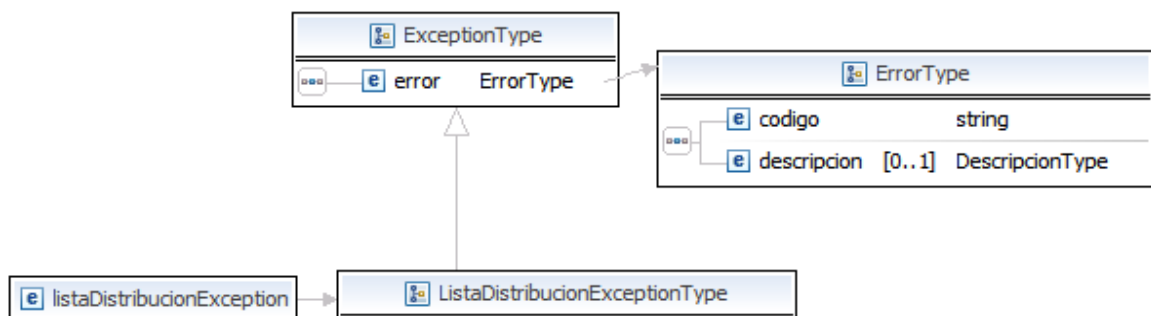 ExceptionType
error ErrorType
ErrorType
codigo string
descripcion [0..1] DescripcionType
listaDistribucionException
ListaDistribucionExceptionType